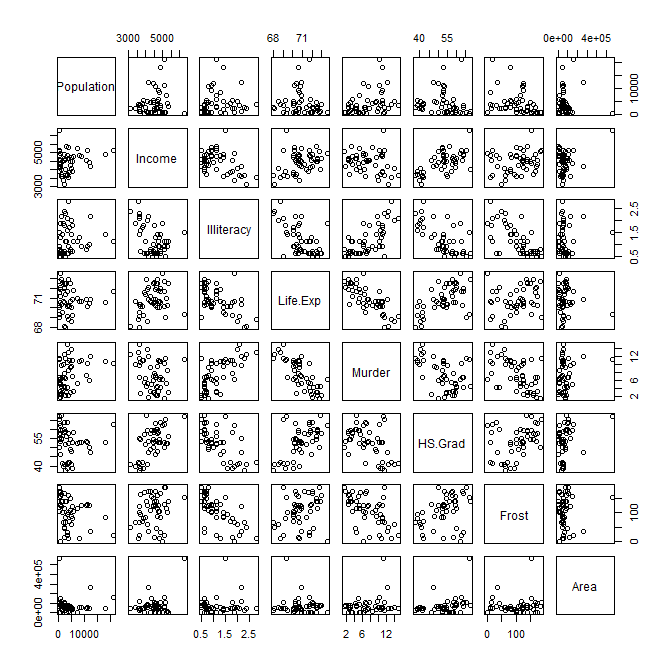 3000 5000
68 71
40 55
0e+00 4e+05
Population
0 10000
3000 5000
Income
Illiteracy
0.5 1.5 2.5
68 71
Life.Exp
Murder
2 6 12
40 55
HS.Grad
Frost
0 100
0e+00 4e+05
Area
0 10000
0.5 1.5 2.5
2 6 12
0 100